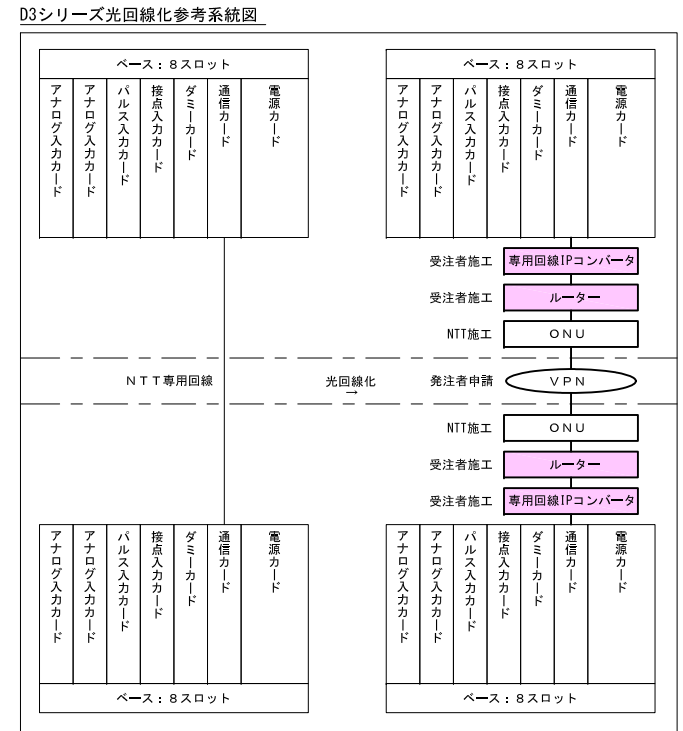 D3シリーズ光回線化参考系統図
ベース：８スロット
アナログ入力カード
アナログ入力カード
パルス入力カード
接点入力カード
ダミーカード
通信カード
電源カード
ベース：８スロット
アナログ入力カード
アナログ入力カード
パルス入力カード
接点入力カード
ダミーカード
通信カード
電源カード
受注者施工 専用回線IPコンバータ
受注者施工 ルーター
NTT施工 ＯＮＵ
ＮＴＴ専用回線 光回線化 発注者申請 ＶＰＮ
→
NTT施工 ＯＮＵ
受注者施工 ルーター
受注者施工 専用回線IPコンバータ
アナログ入力カード
アナログ入力カード
パルス入力カード
接点入力カード
ダミーカード
通信カード
電源カード
ベース：８スロット
アナログ入力カード
アナログ入力カード
パルス入力カード
接点入力カード
ダミーカード
通信カード
電源カード
ベース：８スロット